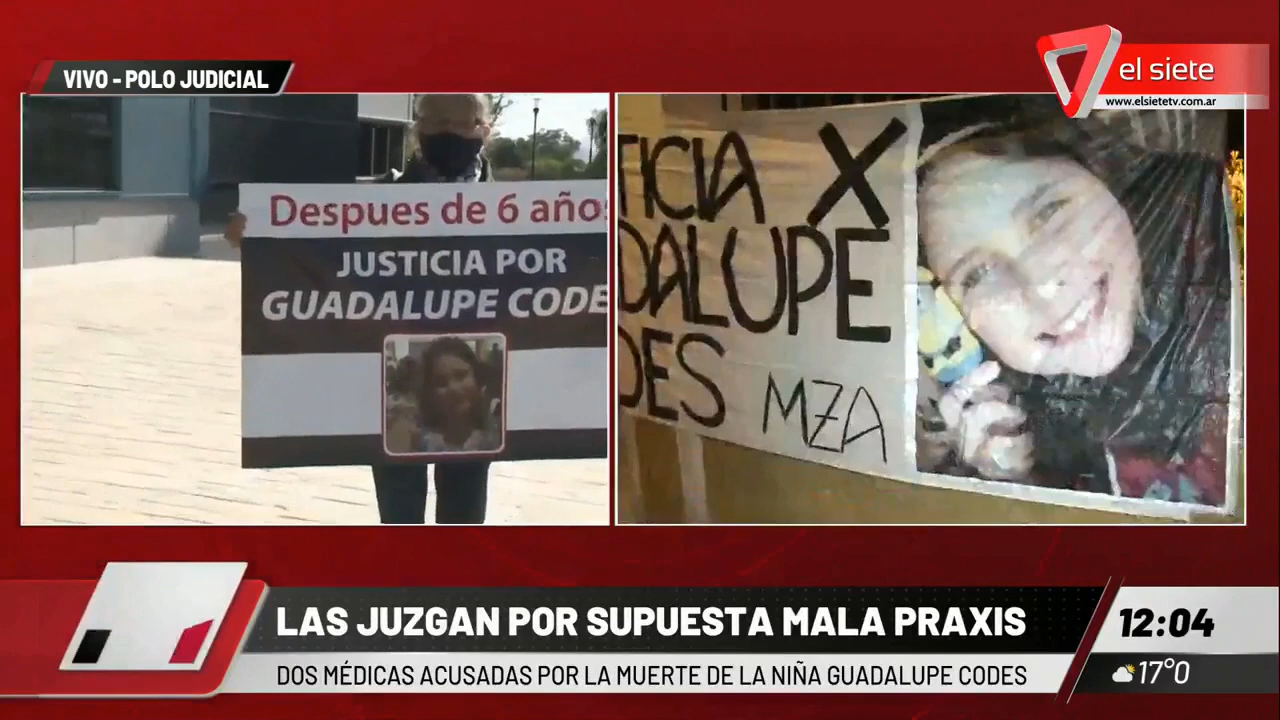 VIVO - POLO JUDICIAL
el siete
www.elsietetv.com.ar
Despues de 6 años
JUSTICIA POR
GUADALUPE CODE
TICIA X
DALUPE
DES
MZA
LAS JUZGAN POR SUPUESTA MALA PRAXIS
DOS MÉDICAS ACUSADAS POR LA MUERTE DE LA NIÑA GUADALUPE CODES
12:04
17°0